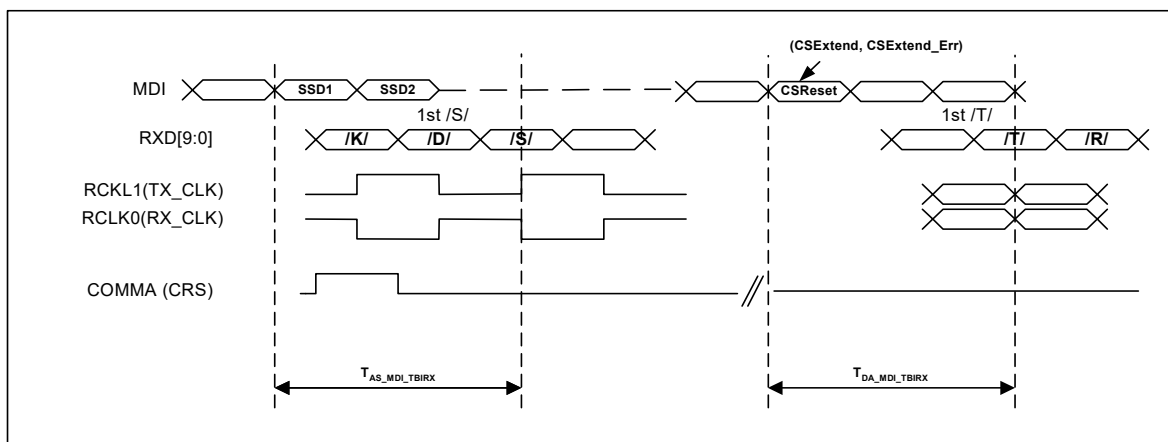 (CSExtend, CSExtend_Err)
MDI SSD1 SSD2 CSReset
1st /S/ 1st /T/
RXD[9:0] /K/ /D/ /S/ /T/ /R/
RCKL1(TX_CLK)
RCLK0(RX_CLK)
COMMA (CRS)
TAS_MDI_TBIRX TDA_MDI_TBIRX